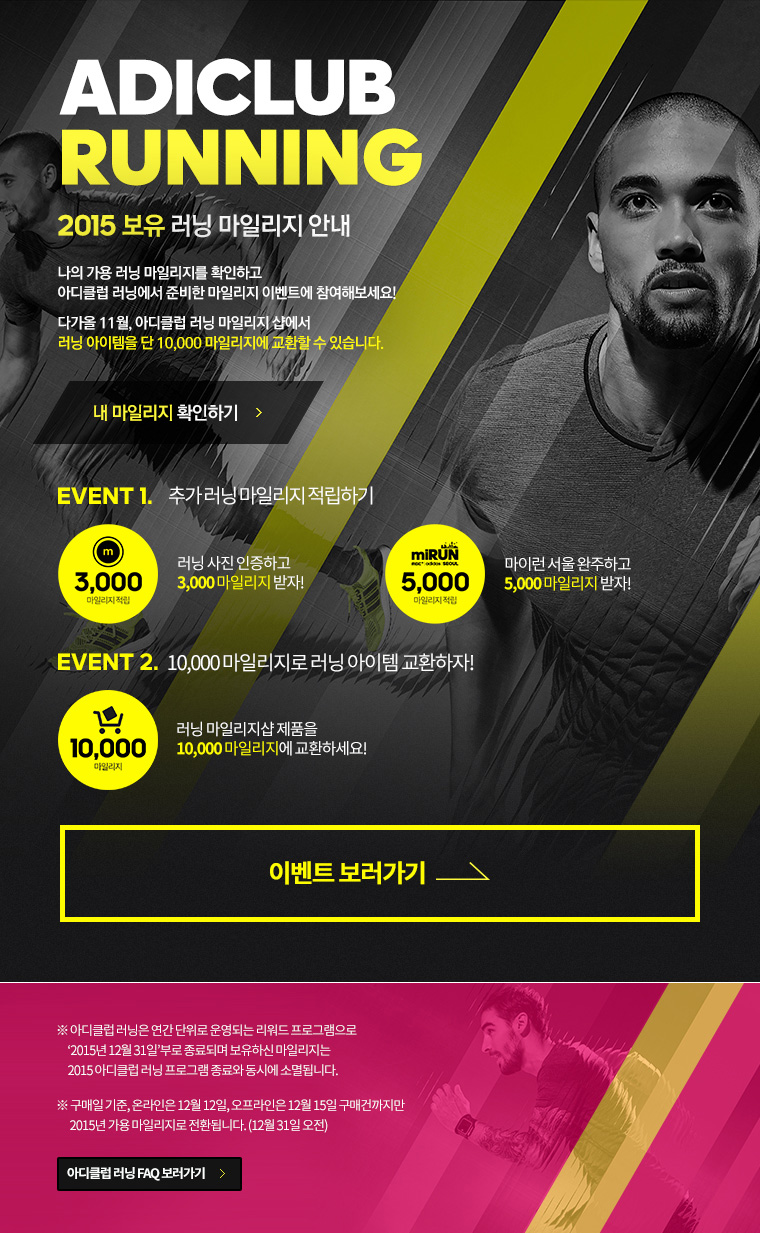 ADICLUB
RUNNING
2015 보유 러닝 마일리지 안내
나의 가용 러닝 마일리지를 확인하고
아디클럽 러닝에서 준비한 마일리지 이벤트에 참여해보세요!
다가올 11월, 아디클럽 러닝 마일리지 샵에서
러닝 아이템을 단 10,000 마일리지에 교환할 수 있습니다.
내 마일리지 확인하기 >
EVENT 1. 추가 러닝 마일리지 적립하기
m
3,000
마일리지 적립
러닝 사진 인증하고
3,000 마일리지 받자!
miRUN
adidas SEOUL
5,000
마일리지 적립
마이런 서울 완주하고
5,000 마일리지 받자!
EVENT 2. 10,000 마일리지로 러닝 아이템 교환하자!
10,000
마일리지
러닝 마일리지샵 제품을
10,000 마일리지에 교환하세요!
이벤트 보러가기
※ 아디클럽 러닝은 연간 단위로 운영되는 리워드 프로그램으로
‘2015년 12월 31일’부로 종료되며 보유하신 마일리지는
2015 아디클럽 러닝 프로그램 종료와 동시에 소멸됩니다.
※ 구매일 기준, 온라인은 12월 12일, 오프라인은 12월 15일 구매건까지만
2015년 가용 마일리지로 전환됩니다. (12월 31일 오전)
아디클럽 러닝 FAQ 보러가기 >